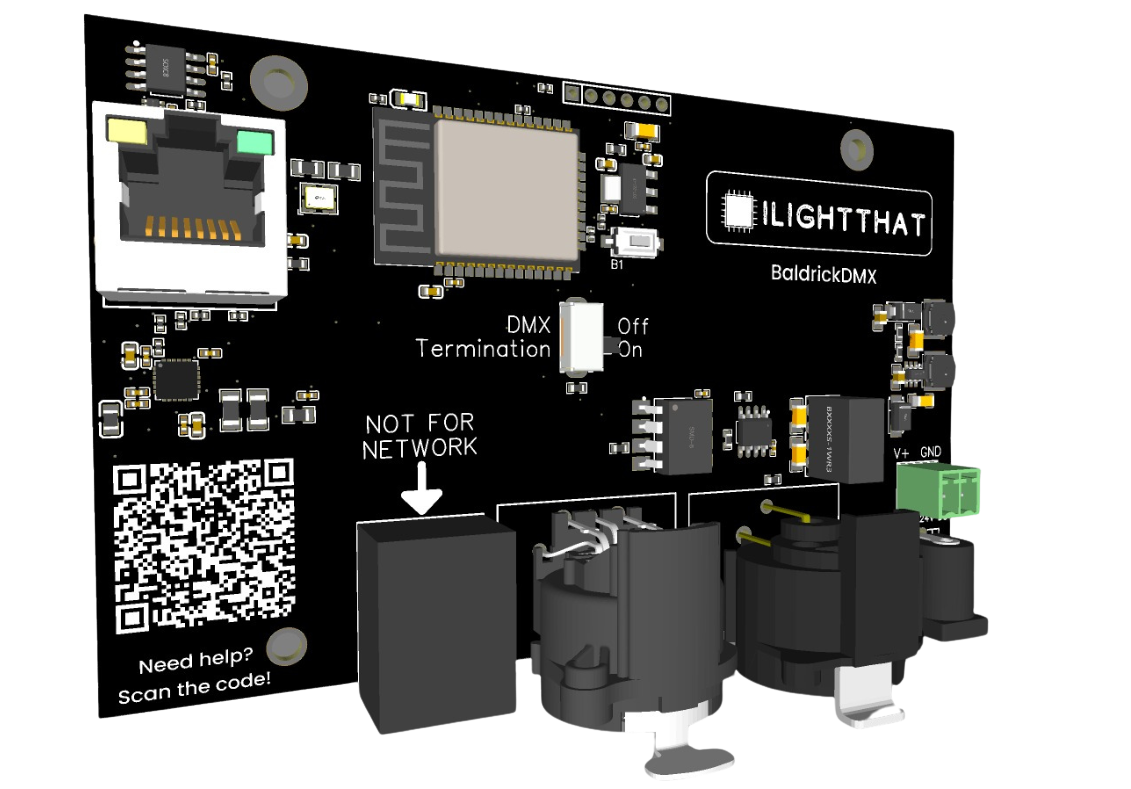 ILIGHTTHAT
BaldrickDMX
B1
DMX
Termination
Off
On
NOT FOR
NETWORK
V+ GND
Need help?
Scan the code!